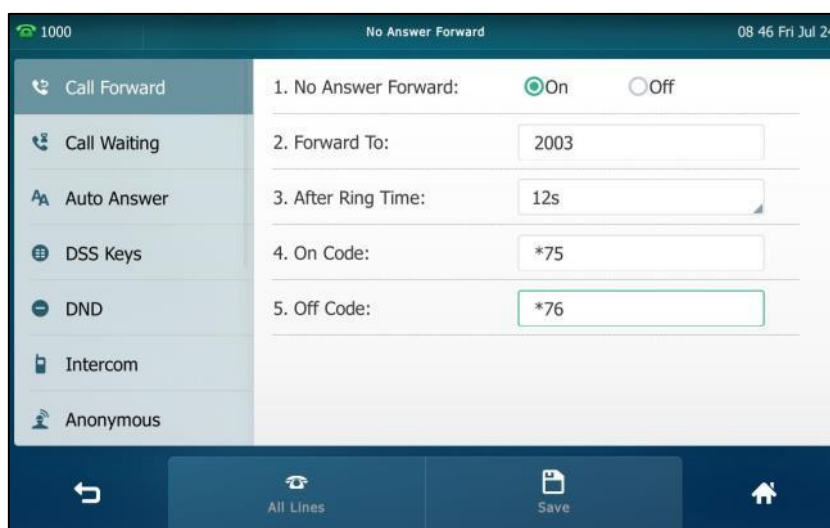 1000 No Answer Forward 08 46 Fri Jul 24
Call Forward
Call Waiting
Auto Answer
DSS Keys
DND
Intercom
Anonymous
1. No Answer Forward: On Off
2. Forward To: 2003
3. After Ring Time: 12s
4. On Code: *75
5. Off Code: *76
All Lines
Save